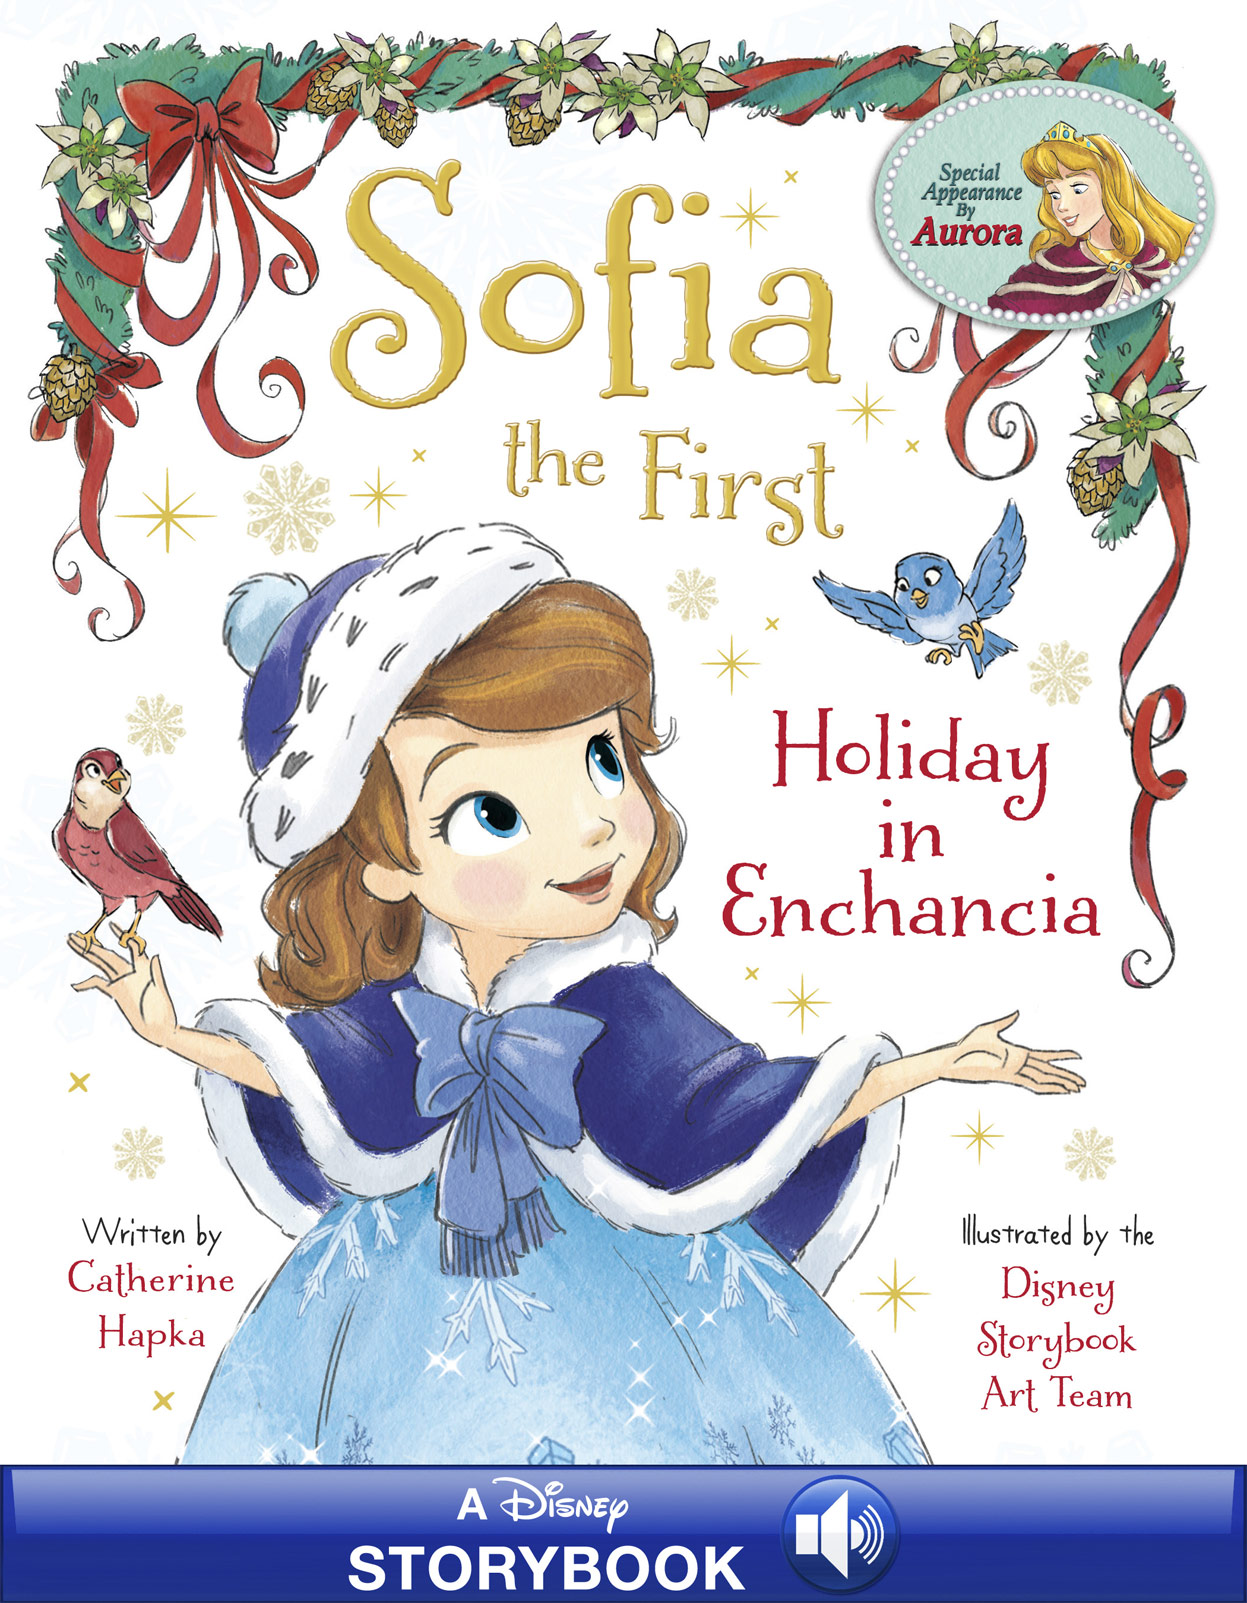 Special
Appearance
By
Aurora
Sofia
the First
Holiday
in
Enchancia
Written by
Catherine
Hapka
Illustrated by the
Disney
Storybook
Art Team
A Disney
STORYBOOK